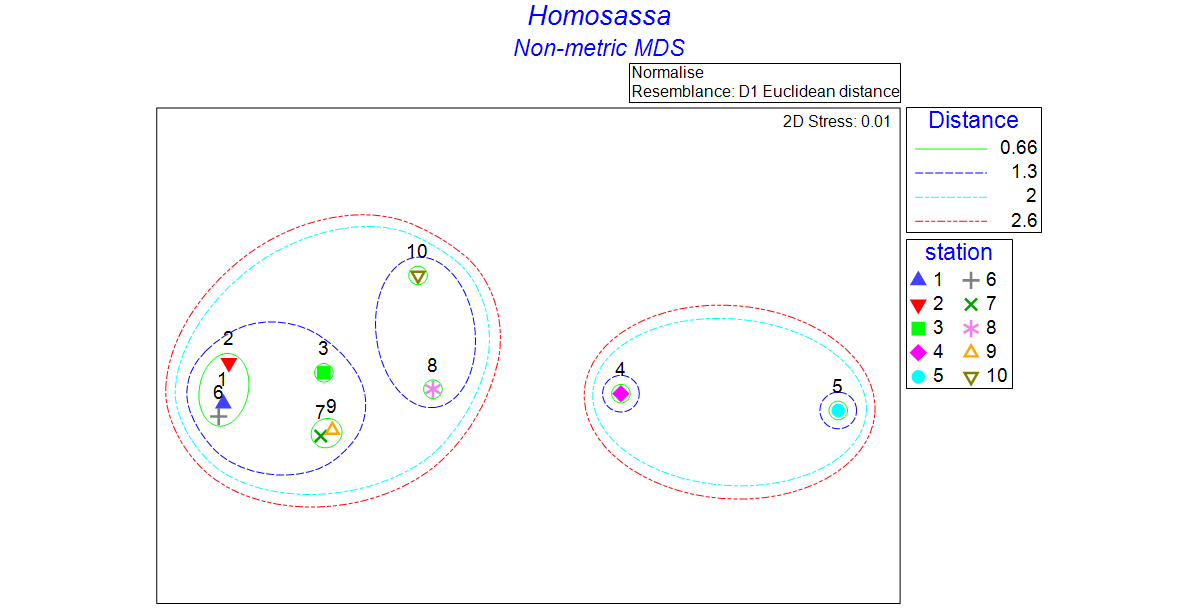 Homosassa
Non-metric MDS
Normalise
Resemblance: D1 Euclidean distance
2D Stress: 0.01
Distance
0.66
1.3
2
2.6
station
1 6
2 7
3 8
4 9
5 10
10
2
3
8
4
1
5
6
7 9